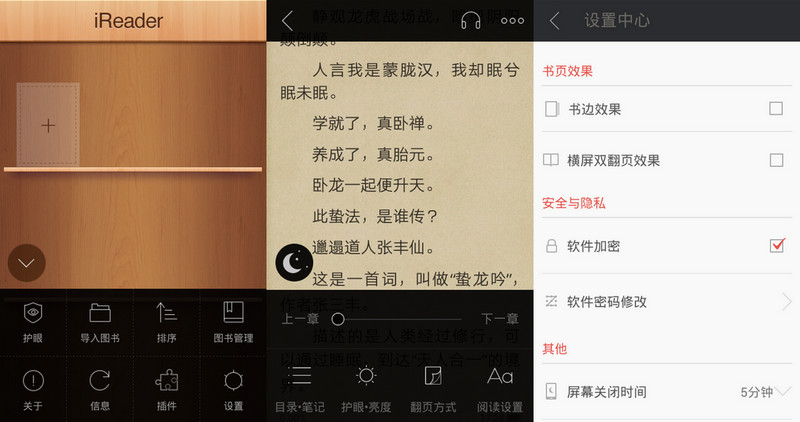 iReader
护眼
导入图书
排序
图书管理
关于
信息
插件
设置
静观龙虎战场战，
颠倒颠。
人言我是蒙胧汉，我却眠兮
眠未眠。
学就了，真卧禅。
养成了，真胎元。
卧龙一起便升天。
此蛰法，是谁传？
邋遢道人张丰仙。
这是一首词，叫做“蛰龙吟”，
作者张三丰。
描述的是人类经过修行，可
以通过睡眠，到达“天人合一”的境
上一章
下一章
目录•笔记
护眼•亮度
翻页方式
Aa
阅读设置
设置中心
书页效果
书边效果
横屏双翻页效果
安全与隐私
软件加密
软件密码修改
其他
屏幕关闭时间
5分钟